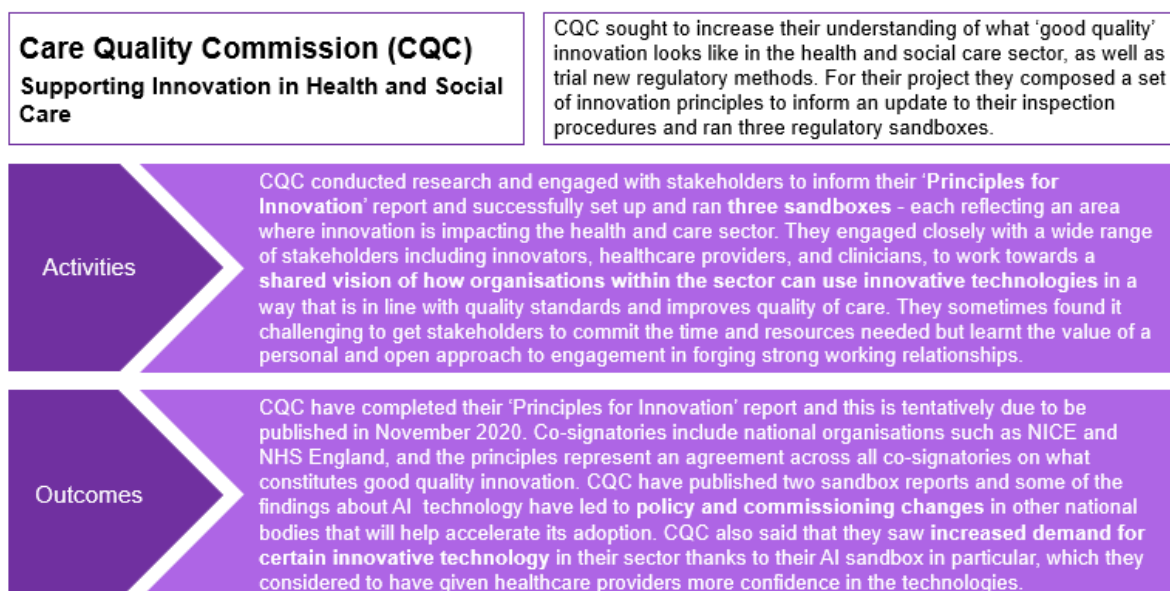 Care Quality Commission (CQC)
Supporting Innovation in Health and Social
Care
CQC sought to increase their understanding of what ‘good quality’
innovation looks like in the health and social care sector, as well as
trial new regulatory methods. For their project they composed a set
of innovation principles to inform an update to their inspection
procedures and ran three regulatory sandboxes.
Activities
CQC conducted research and engaged with stakeholders to inform their ‘Principles for
Innovation’ report and successfully set up and ran three sandboxes - each reflecting an area
where innovation is impacting the health and care sector. They engaged closely with a wide range
of stakeholders including innovators, healthcare providers, and clinicians, to work towards a
shared vision of how organisations within the sector can use innovative technologies in a
way that is in line with quality standards and improves quality of care. They sometimes found it
challenging to get stakeholders to commit the time and resources needed but learnt the value of a
personal and open approach to engagement in forging strong working relationships.
Outcomes
CQC have completed their ‘Principles for Innovation’ report and this is tentatively due to be
published in November 2020. Co-signatories include national organisations such as NICE and
NHS England, and the principles represent an agreement across all co-signatories on what
constitutes good quality innovation. CQC have published two sandbox reports and some of the
findings about AI technology have led to policy and commissioning changes in other national
bodies that will help accelerate its adoption. CQC also said that they saw increased demand for
certain innovative technology in their sector thanks to their AI sandbox in particular, which they
considered to have given healthcare providers more confidence in the technologies.